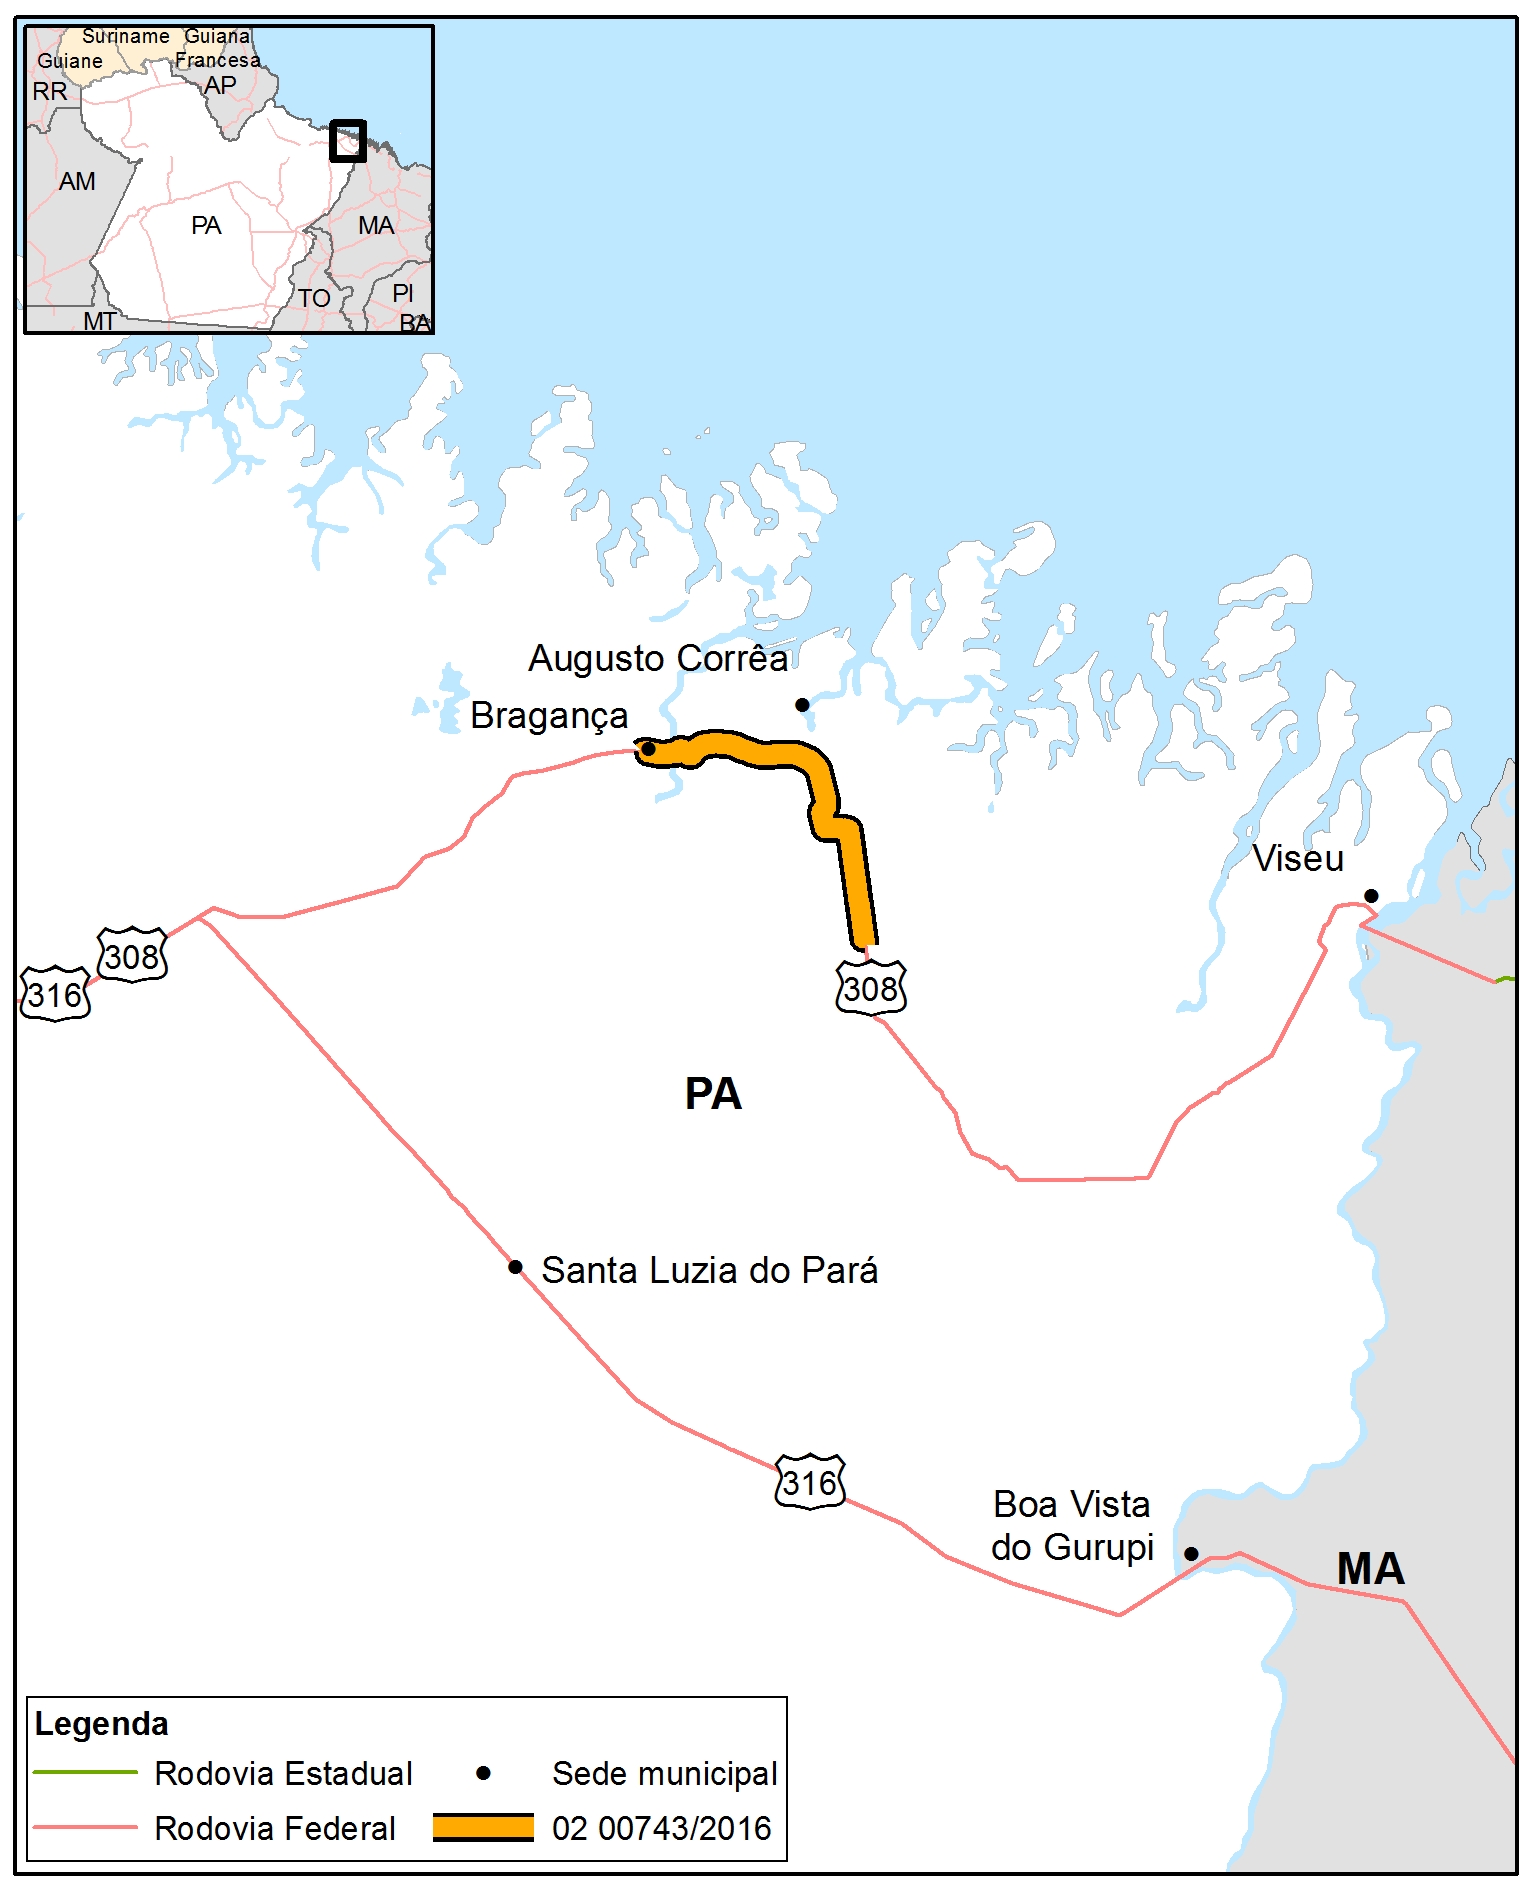 Suriname
Guiana
Guiane
Francesa
RR
AP
AM
PA
MA
TO
PI
MT
BA
Augusto Corrêa
Bragança
Viseu
308
316
308
PA
Santa Luzia do Pará
316
Boa Vista
do Gurupi
MA
Legenda
Rodovia Estadual
Sede municipal
Rodovia Federal
02 00743/2016